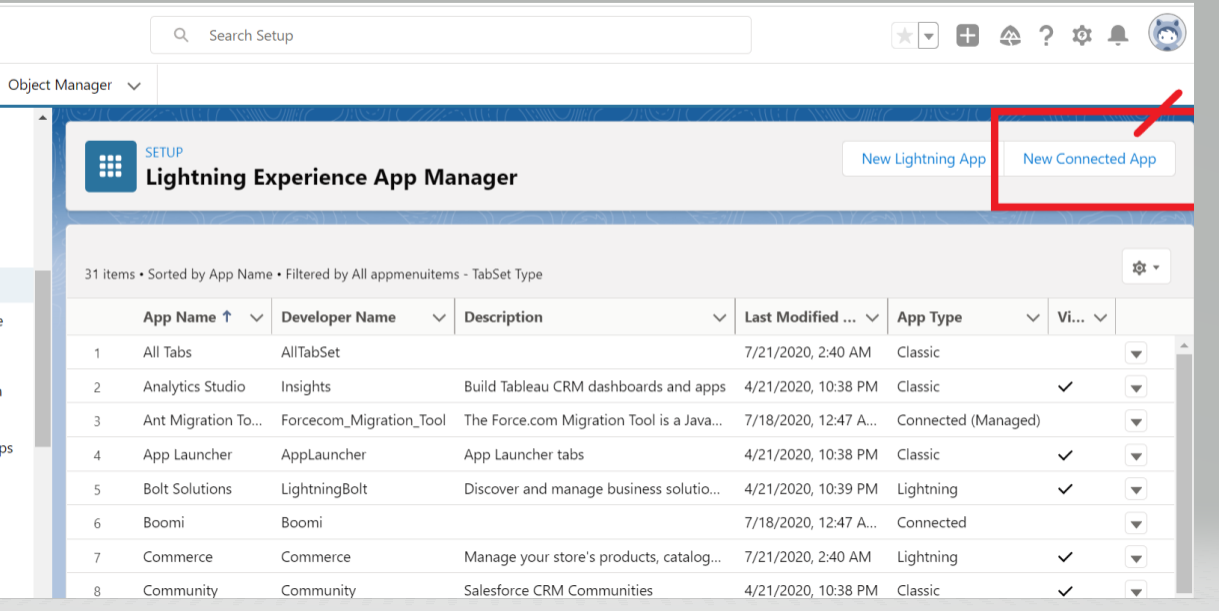 Search Setup
Object Manager
SETUP
Lightning Experience App Manager
New Lightning App
New Connected App
31 items • Sorted by App Name • Filtered by All appmenuitems - TabSet Type
App Name ↑ Developer Name Description Last Modified ... App Type Vi...
1 All Tabs AllTabSet 7/21/2020, 2:40 AM Classic
2 Analytics Studio Insights Build Tableau CRM dashboards and apps 4/21/2020, 10:38 PM Classic
3 Ant Migration To... Forcecom_Migration_Tool The Force.com Migration Tool is a Java... 7/18/2020, 12:47 A... Connected (Managed)
4 App Launcher AppLauncher App Launcher tabs 4/21/2020, 10:38 PM Classic
5 Bolt Solutions LightningBolt Discover and manage business solutio... 4/21/2020, 10:39 PM Lightning
6 Boomi Boomi 7/18/2020, 12:47 A... Connected
7 Commerce Commerce Manage your store's products, catalog... 7/21/2020, 2:40 AM Lightning
8 Community Community Salesforce CRM Communities 4/21/2020, 10:38 PM Classic